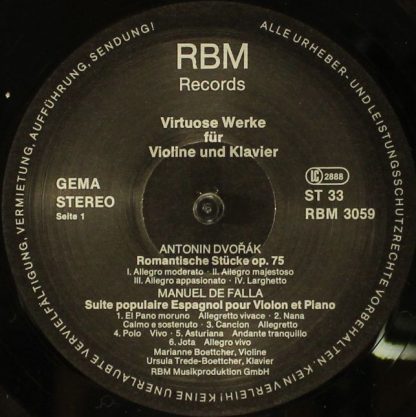 RBM
Records
Virtuose Werke
für
Violine und Klavier
GEMA
STEREO
Seite 1
LC 2888
ST 33
RBM 3059
ANTONIN DVOŘÁK
Romantische Stücke op. 75
I. Allegro moderato · II. Allegro majestoso
III. Allegro appasionato · IV. Larghetto
MANUEL DE FALLA
Suite populaire Espagnol pour Violon et Piano
1. El Pano moruno Allegretto vivace · 2. Nana
Calmo e sostenuto · 3. Cancion Allegretto
4. Polo Vivo · 5. Asturiana Andante tranquillo
6. Jota Allegro vivo
Marianne Boettcher, Violine
Ursula Trede-Boettcher, Klavier
RBM Musikproduktion GmbH
ALLE URHEBER- UND LEISTUNGSSCHUTZRECHTE VORBEHALTEN. KEIN VERLEIH! KEINE UNERLAUBTE VERVIELFÄLTIGUNG, VERMIETUNG, AUFFÜHRUNG, SENDUNG!